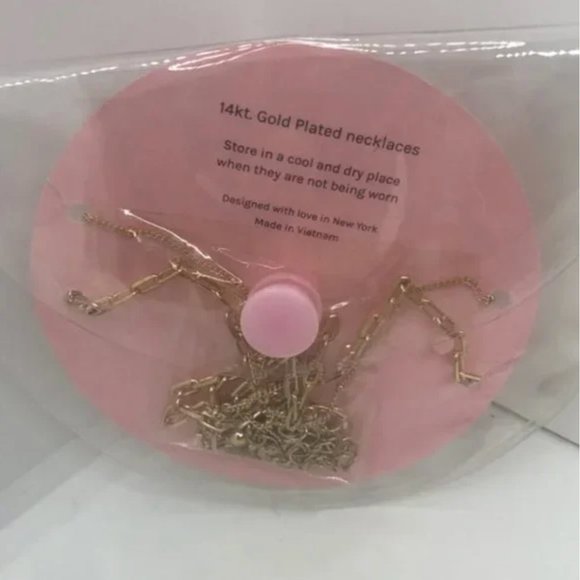 14kt. Gold Plated necklaces
Store in a cool and dry place
when they are not being worn
Designed with love in New York
Made in Vietnam